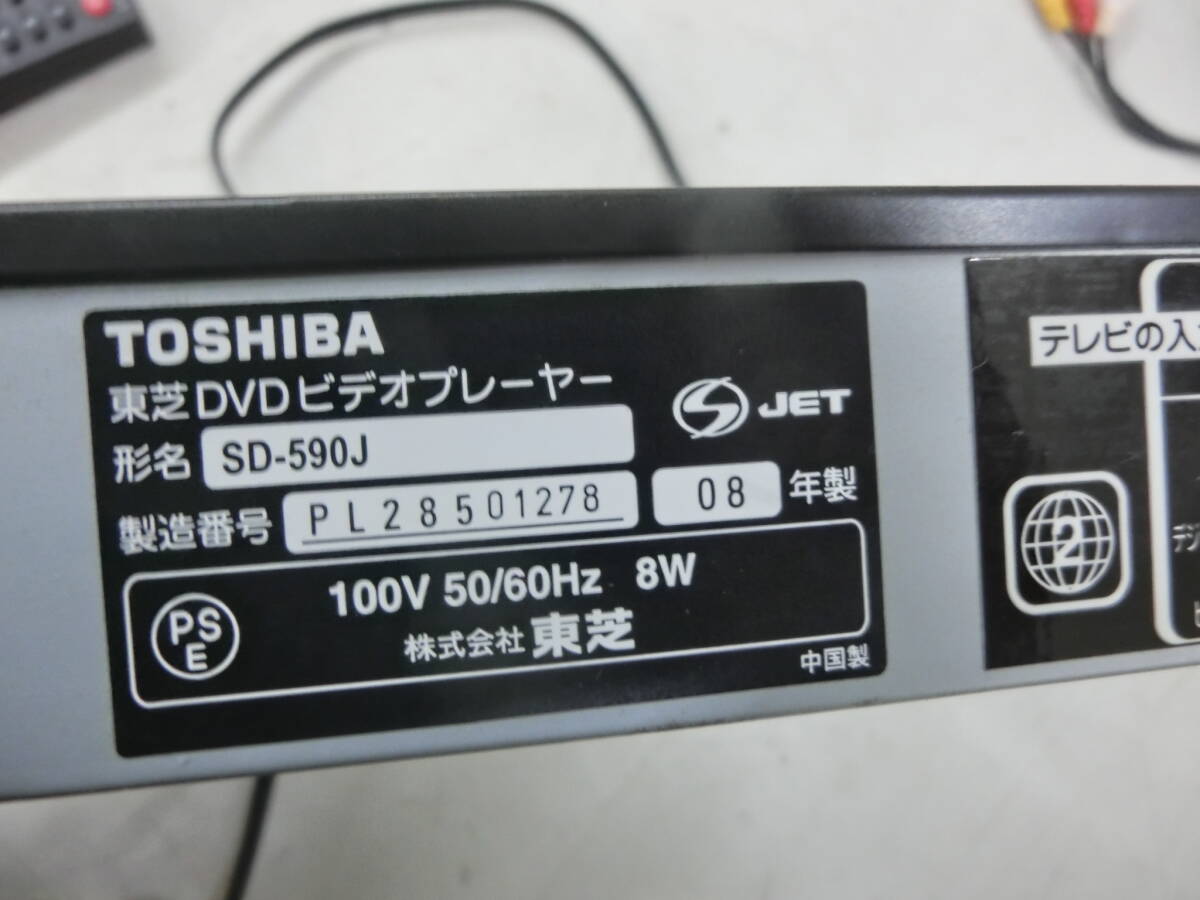 TOSHIBA
東芝DVDビデオプレーヤー
形名 SD-590J
S JET
製造番号 PL28501278 08 年製
PSE
100V 50/60Hz 8W
株式会社 東芝
中国製
テレビの入
2